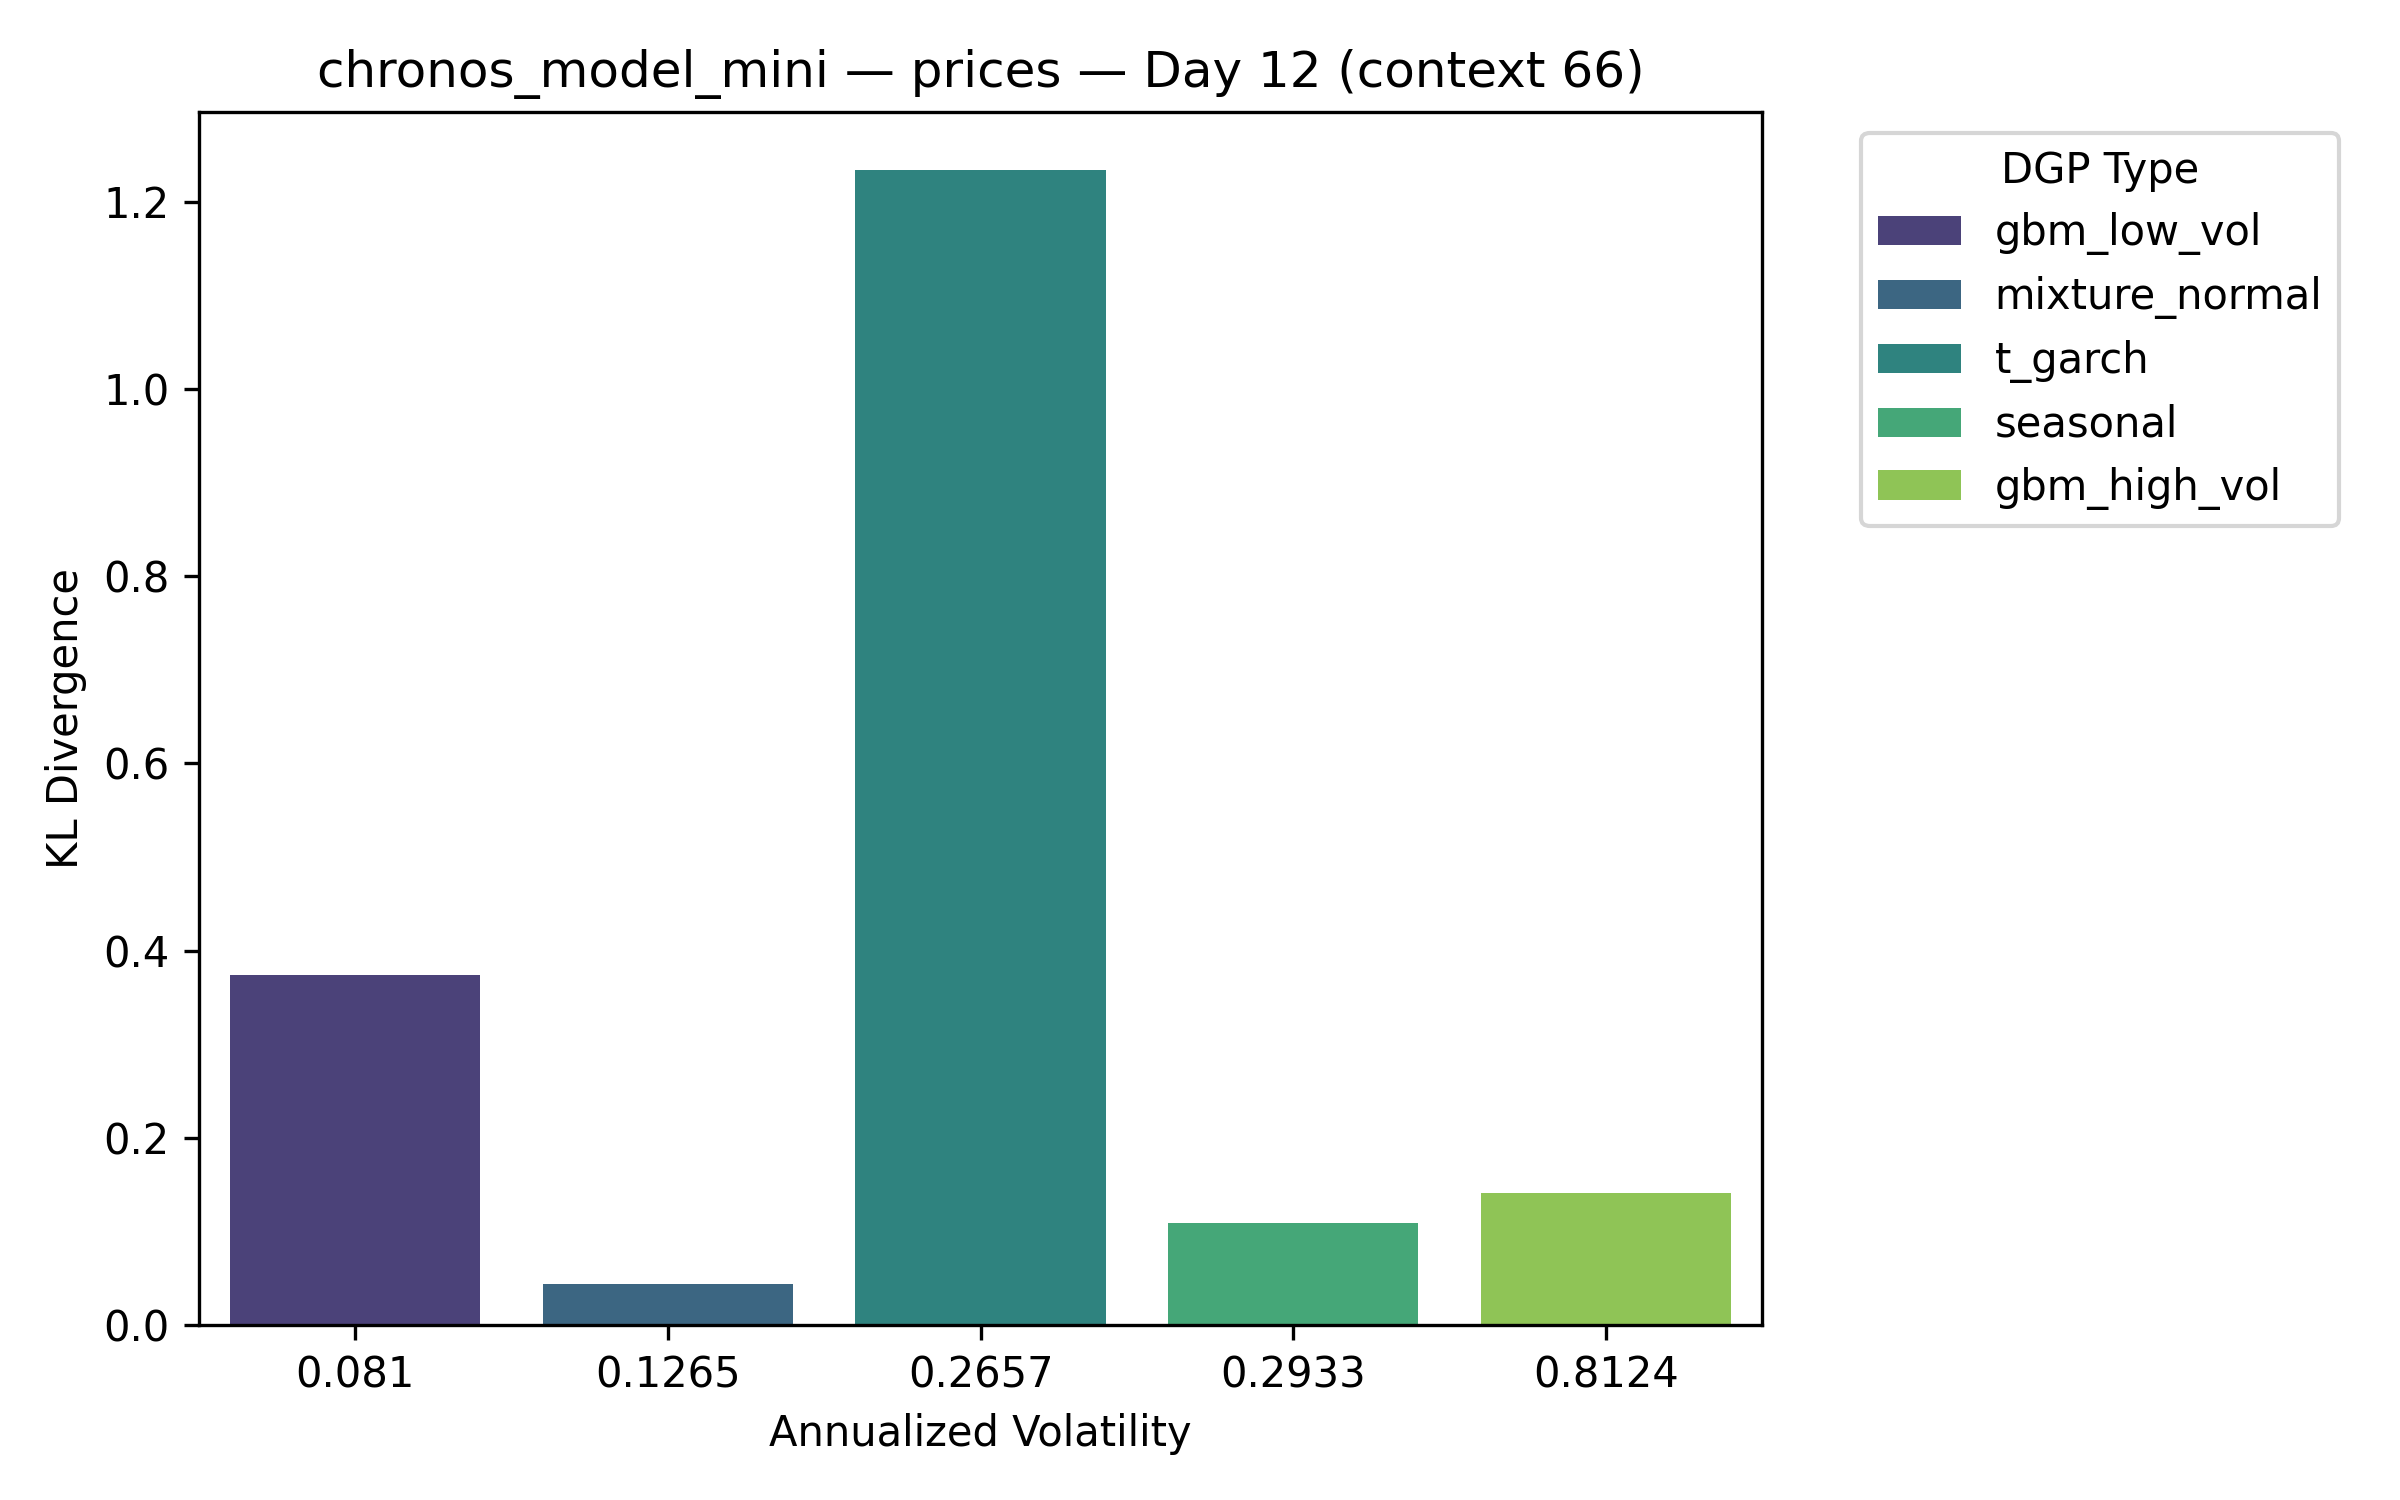 chronos_model_mini — prices — Day 12 (context 66)
KL Divergence
1.2
1.0
0.8
0.6
0.4
0.2
0.0
0.081
0.1265
0.2657
0.2933
0.8124
Annualized Volatility
DGP Type
gbm_low_vol
mixture_normal
t_garch
seasonal
gbm_high_vol